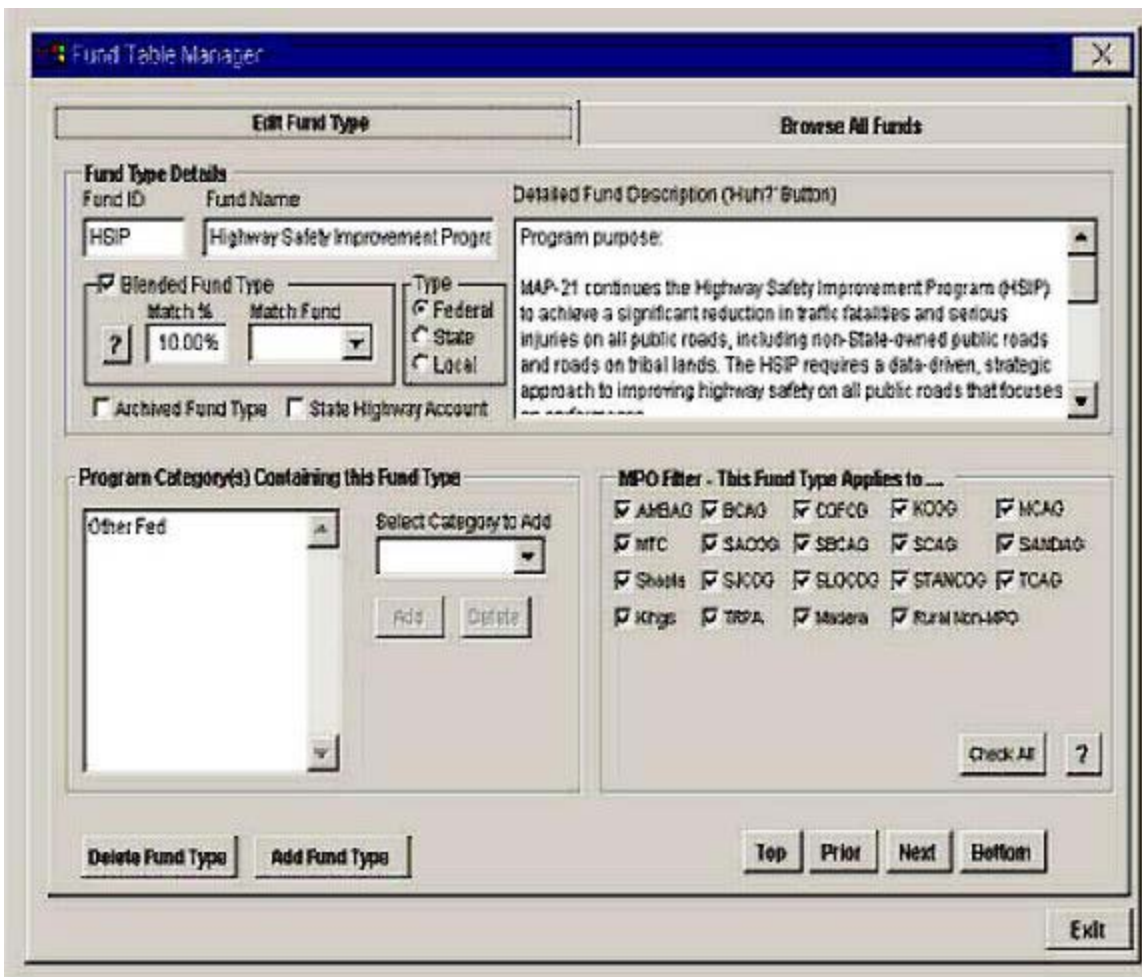 Fund Table Manager
Edit Fund Type
Browse All Funds
Fund Type Details
Fund ID
Fund Name
Detailed Fund Description ('Huh?' Button)
HSIP
Highway Safety Improvement Progra
Program purpose:
MAP-21 continues the Highway Safety Improvement Program (HSIP)
to achieve a significant reduction in traffic fatalities and serious
injuries on all public roads, including non-State-owned public roads
and roads on tribal lands. The HSIP requires a data-driven, strategic
approach to improving highway safety on all public roads that focuses
Blended Fund Type
Match %
Match Fund
?
10.00%
Type
Federal
State
Local
Archived Fund Type
State Highway Account
Program Category(s) Containing this Fund Type
Other Fed
Select Category to Add
Add
Delete
MPO Filter - This Fund Type Applies to ....
AMBAG BCAG COFCG KCOG MCAG
MTC SACOG SBCAG SCAG SANDAG
Shasta SJCOG SLOCOG STANCOG TCAG
Kings TRPA Madera Rural Non-MPO
Check All
?
Delete Fund Type
Add Fund Type
Top
Prior
Next
Bottom
Exit